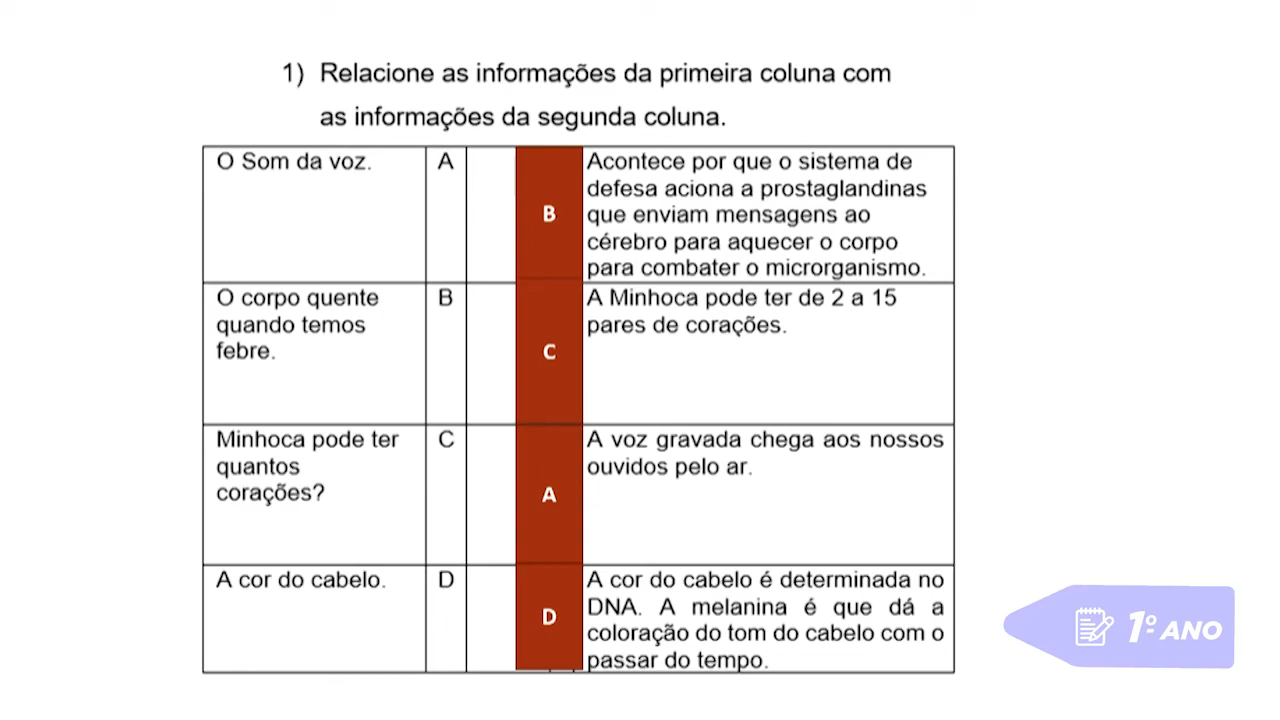 1) Relacione as informações da primeira coluna com
as informações da segunda coluna.
O Som da voz.
A
B
Acontece por que o sistema de
defesa aciona a prostaglandinas
que enviam mensagens ao
cérebro para aquecer o corpo
para combater o microrganismo.
O corpo quente
quando temos
febre.
B
C
A Minhoca pode ter de 2 a 15
pares de corações.
Minhoca pode ter
quantos
corações?
C
A
A voz gravada chega aos nossos
ouvidos pelo ar.
A cor do cabelo.
D
D
A cor do cabelo é determinada no
DNA. A melanina é que dá a
coloração do tom do cabelo com o
passar do tempo.
1º ANO